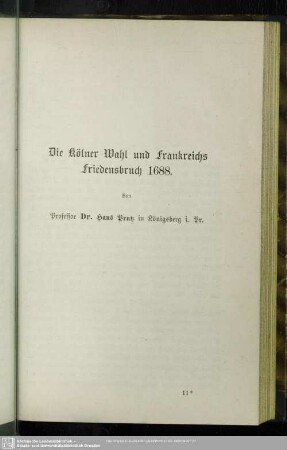 Die Kölner Wahl und Frankreichs
Friedensbruch 1688.
Von
Professor Dr. Hans Prutz in Königsberg i. Pr.
11*